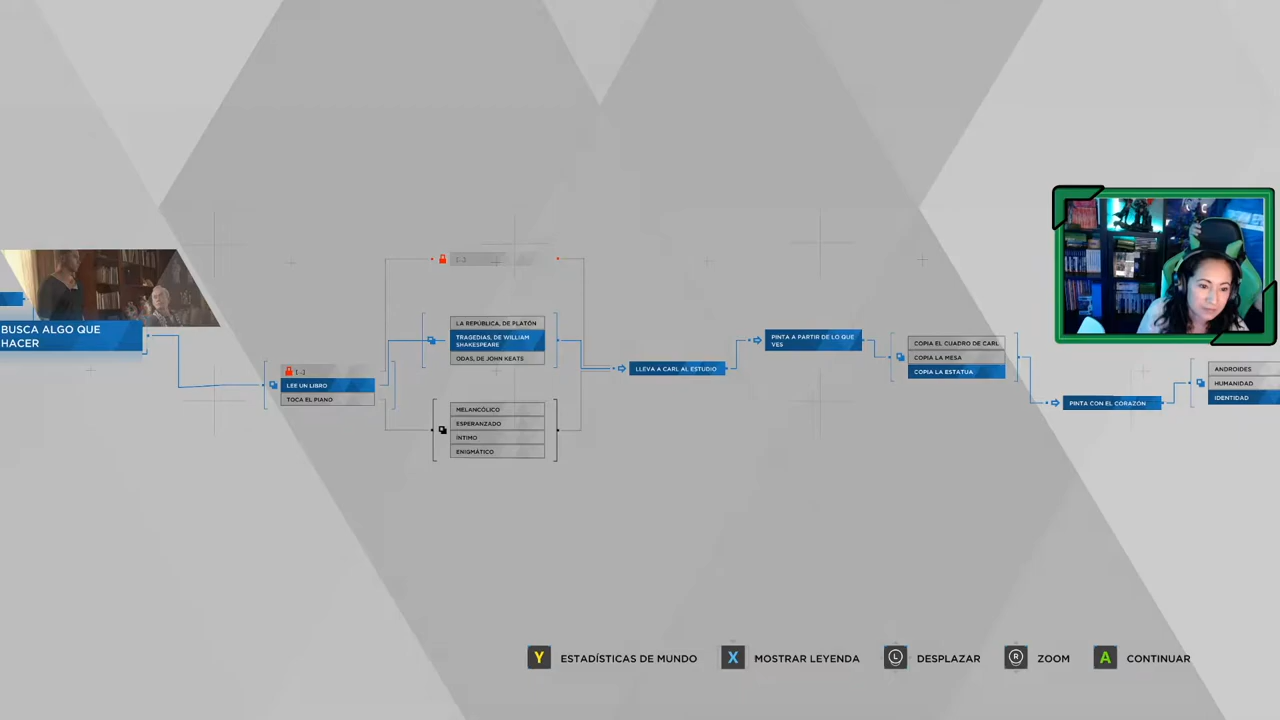 BUSCA ALGO QUE
HACER
[...]
LEE UN LIBRO
TOCA EL PIANO
[...]
LA REPÚBLICA, DE PLATÓN
TRAGEDIAS, DE WILLIAM
SHAKESPEARE
ODAS, DE JOHN KEATS
MELANCÓLICO
ESPERANZADO
ÍNTIMO
ENIGMÁTICO
LLEVA A CARL AL ESTUDIO
PINTA A PARTIR DE LO QUE
VES
COPIA EL CUADRO DE CARL
COPIA LA MESA
COPIA LA ESTATUA
PINTA CON EL CORAZÓN
ANDROIDES
HUMANIDAD
IDENTIDAD
Y ESTADÍSTICAS DE MUNDO
X MOSTRAR LEYENDA
L DESPLAZAR
R ZOOM
A CONTINUAR